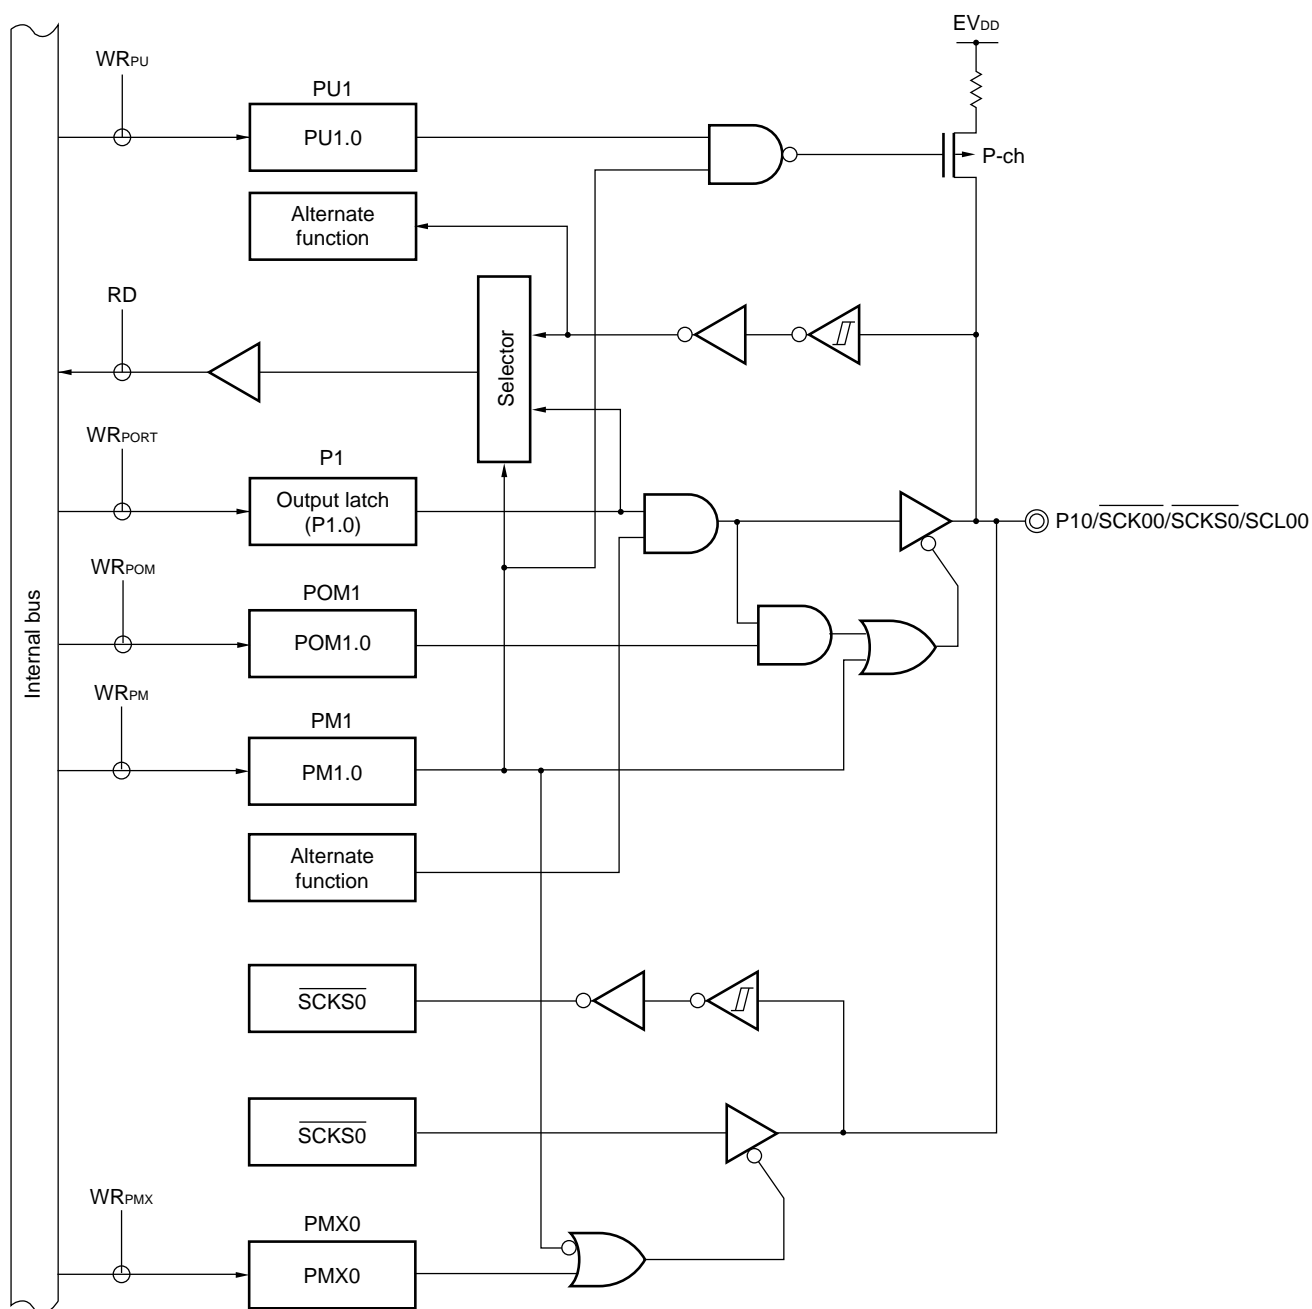 EVDD
WRPU
PU1
PU1.0
P-ch
Alternate
function
RD
Selector
WRPORT
P1
Output latch
(P1.0)
P10/SCK00/SCKS0/SCL00
WRPOM
POM1
POM1.0
Internal bus
WRPM
PM1
PM1.0
Alternate
function
SCKS0
SCKS0
WRPMX
PMX0
PMX0